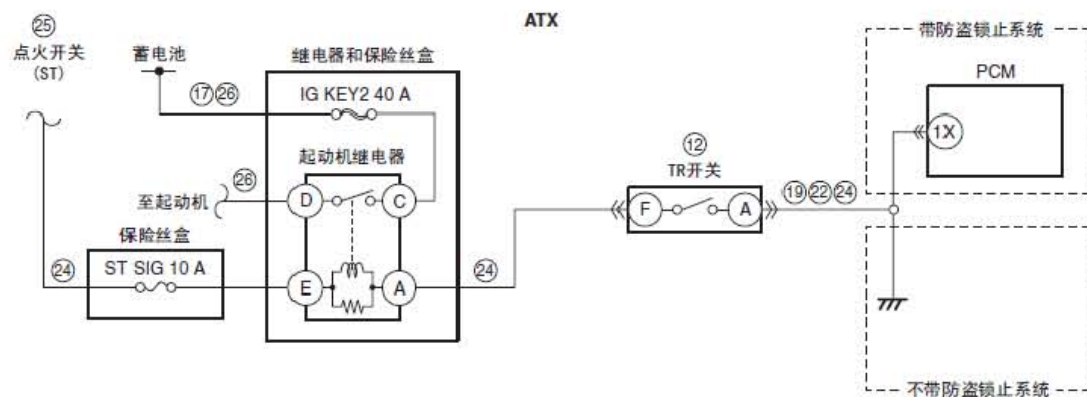 ATX
㉕
点火开关
(ST)
蓄电池
继电器和保险丝盒
带防盗锁止系统
PCM
⑰㉖
IG KEY2 40 A
1X
起动机继电器
⑫
TR开关
㉖
至起动机
D
C
F
A
⑲㉒㉔
保险丝盒
㉔
ST SIG 10 A
E
A
㉔
不带防盗锁止系统